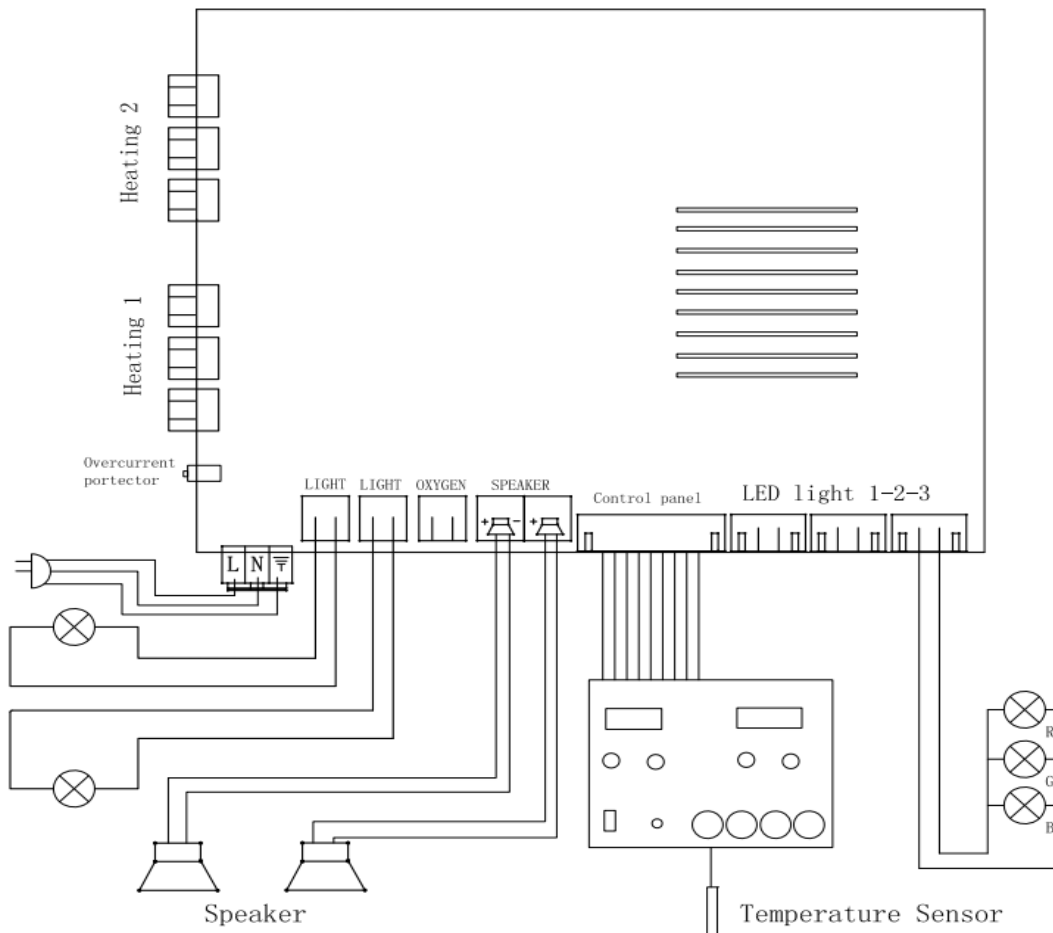 Heating 2
Heating 1
Overcurrent
portector
LIGHT
LIGHT
OXYGEN
SPEAKER
Control panel
LED light 1-2-3
+
-
+
L
N
R
G
B
Speaker
Temperature Sensor